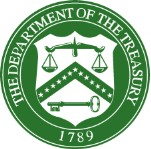 THE DEPARTMENT OF THE TREASURY
1789